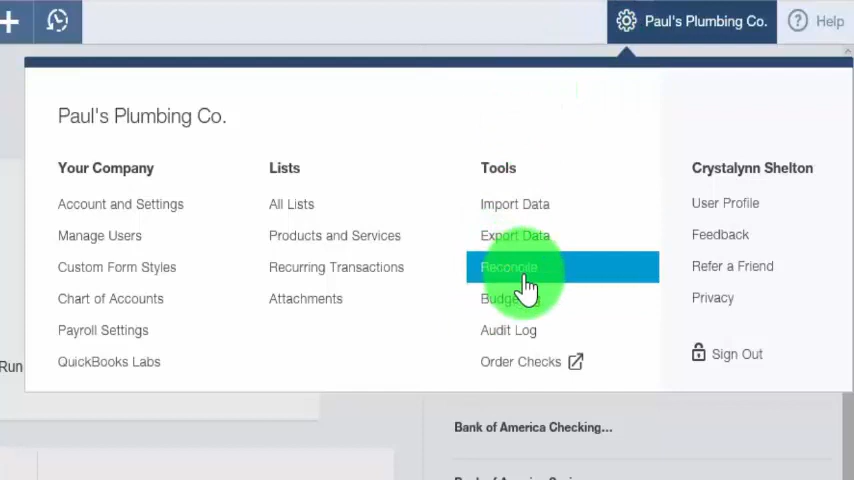 Paul's Plumbing Co.
Help
Paul's Plumbing Co.
Your Company
Account and Settings
Manage Users
Custom Form Styles
Chart of Accounts
Payroll Settings
QuickBooks Labs
Lists
All Lists
Products and Services
Recurring Transactions
Attachments
Tools
Import Data
Export Data
Reconcile
Audit Log
Order Checks
Crystalynn Shelton
User Profile
Feedback
Refer a Friend
Privacy
Sign Out
Run
Bank of America Checking...